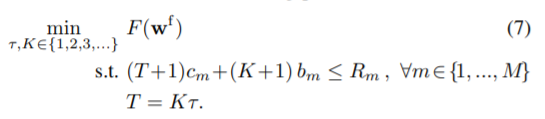 min F(w^f) (7)
τ,K∈{1,2,3,...}
s.t. (T+1)c_m+(K+1) b_m ≤ R_m , ∀m∈{1,...,M}
T = Kτ.